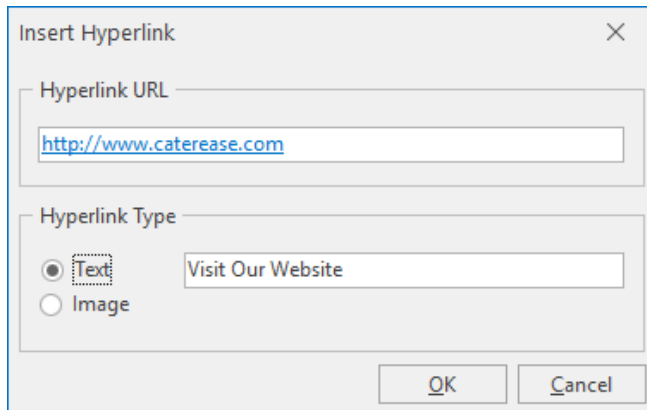 Insert Hyperlink
Hyperlink URL
http://www.caterease.com
Hyperlink Type
Text Visit Our Website
Image
OK Cancel